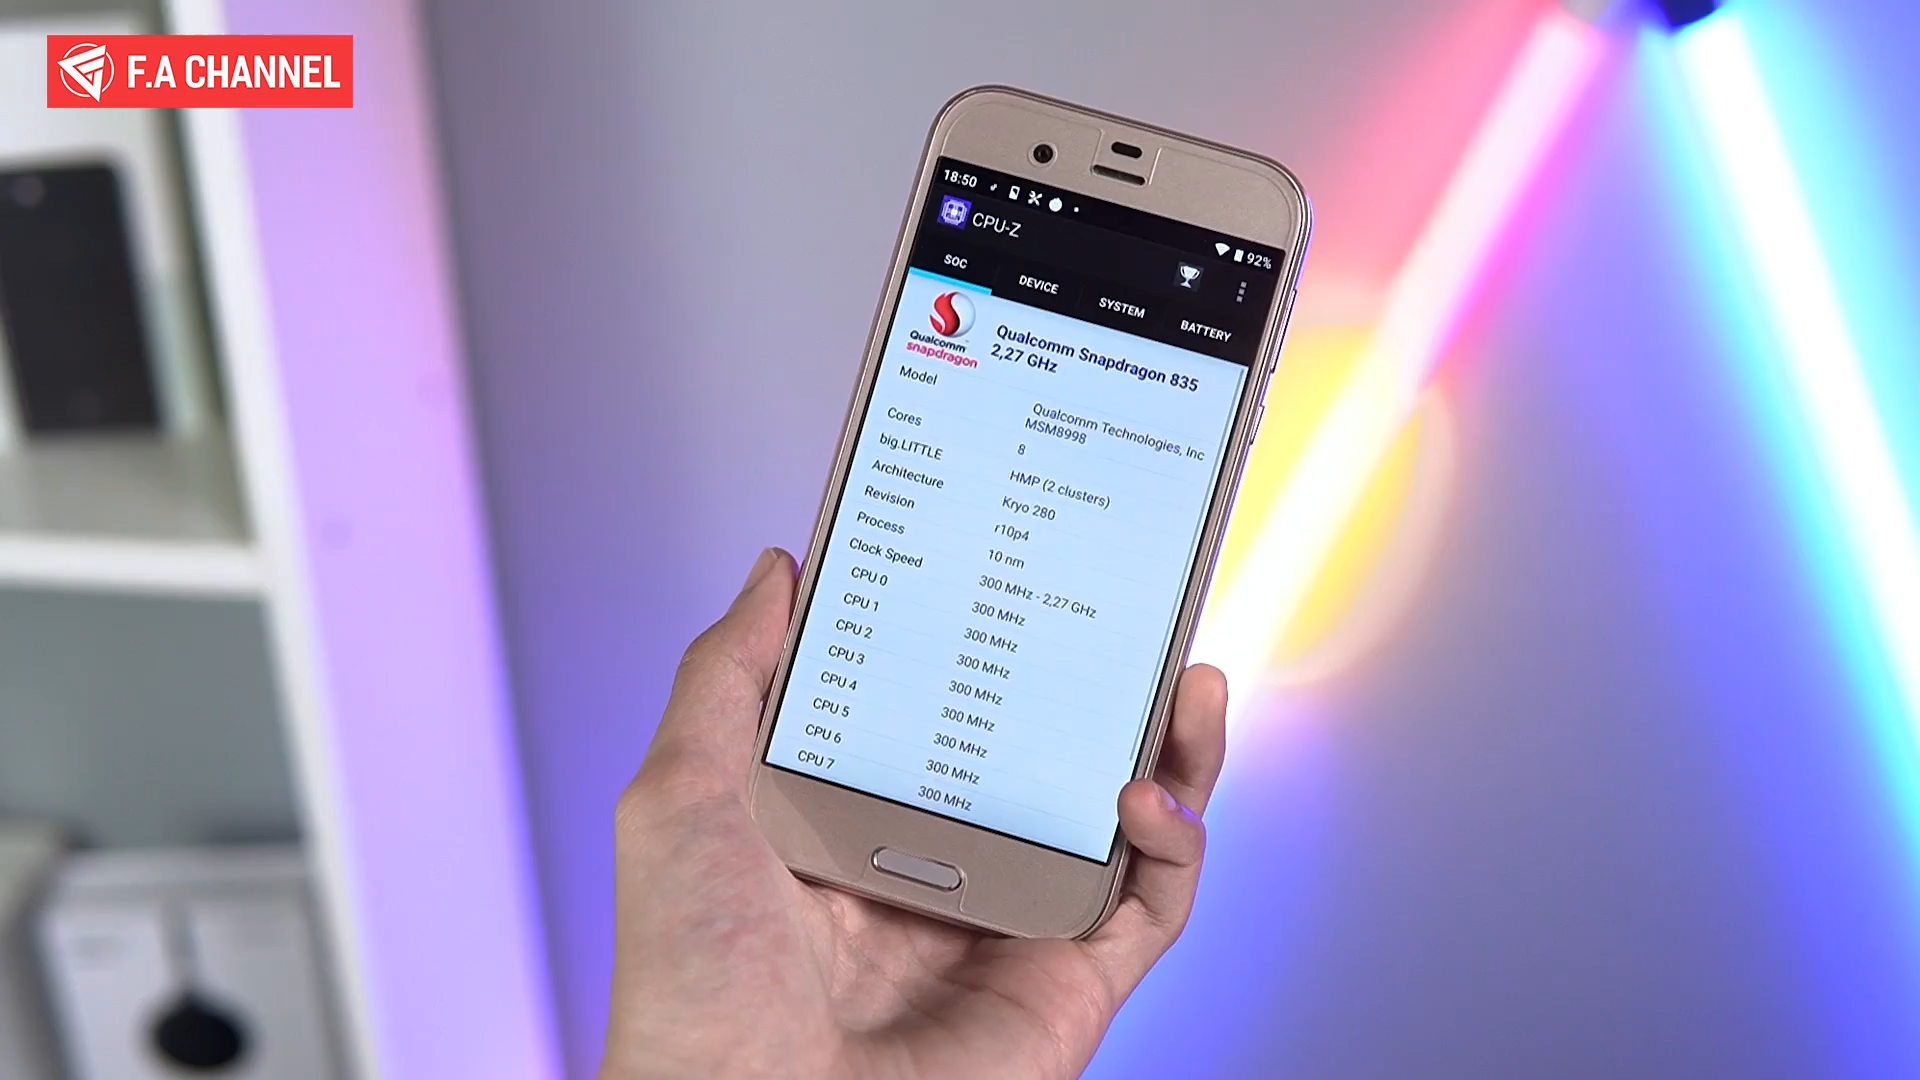 F.A CHANNEL
18:50
92%
CPU-Z
SOC
DEVICE
SYSTEM
BATTERY
Qualcomm
snapdragon
Qualcomm Snapdragon 835
2,27 GHz
Model
Qualcomm Technologies, Inc
MSM8998
Cores
8
big.LITTLE
HMP (2 clusters)
Architecture
Kryo 280
Revision
r10p4
Process
10 nm
Clock Speed
300 MHz - 2,27 GHz
CPU 0
300 MHz
CPU 1
300 MHz
CPU 2
300 MHz
CPU 3
300 MHz
CPU 4
300 MHz
CPU 5
300 MHz
CPU 6
300 MHz
CPU 7
300 MHz